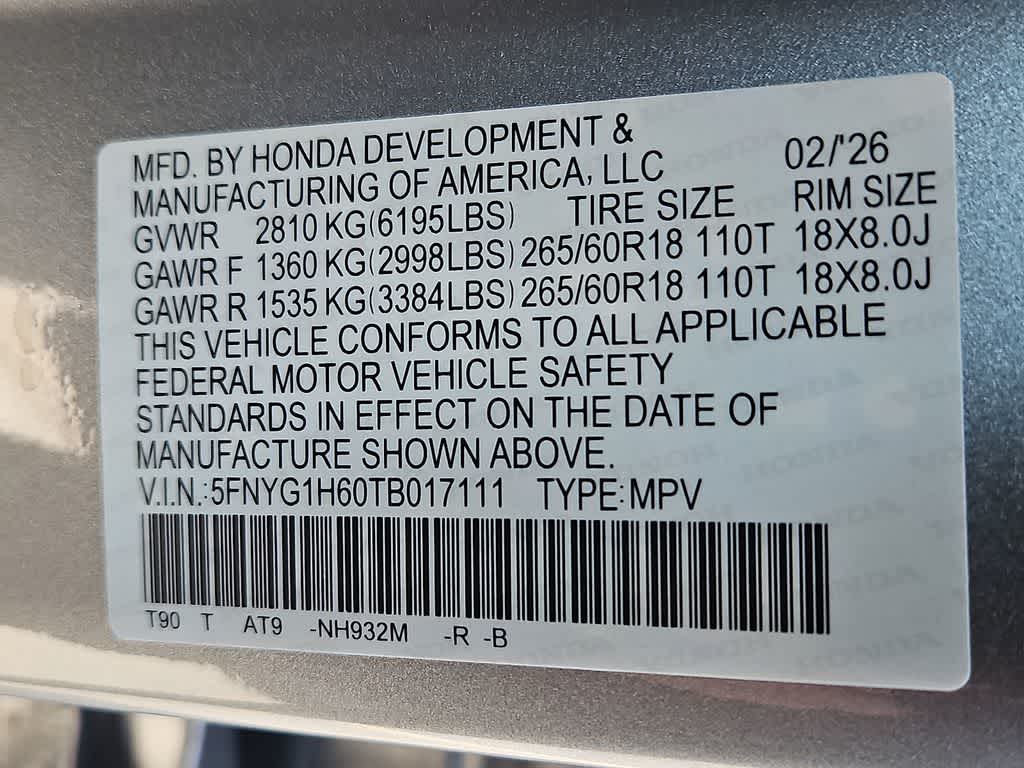 MFD. BY HONDA DEVELOPMENT &
MANUFACTURING OF AMERICA, LLC 02/'26
GVWR 2810 KG(6195LBS) TIRE SIZE RIM SIZE
GAWR F 1360 KG(2998LBS) 265/60R18 110T 18X8.0J
GAWR R 1535 KG(3384LBS) 265/60R18 110T 18X8.0J
THIS VEHICLE CONFORMS TO ALL APPLICABLE
FEDERAL MOTOR VEHICLE SAFETY
STANDARDS IN EFFECT ON THE DATE OF
MANUFACTURE SHOWN ABOVE.
V.I.N.:5FNYG1H60TB017111 TYPE:MPV
T90 T AT9 -NH932M -R -B